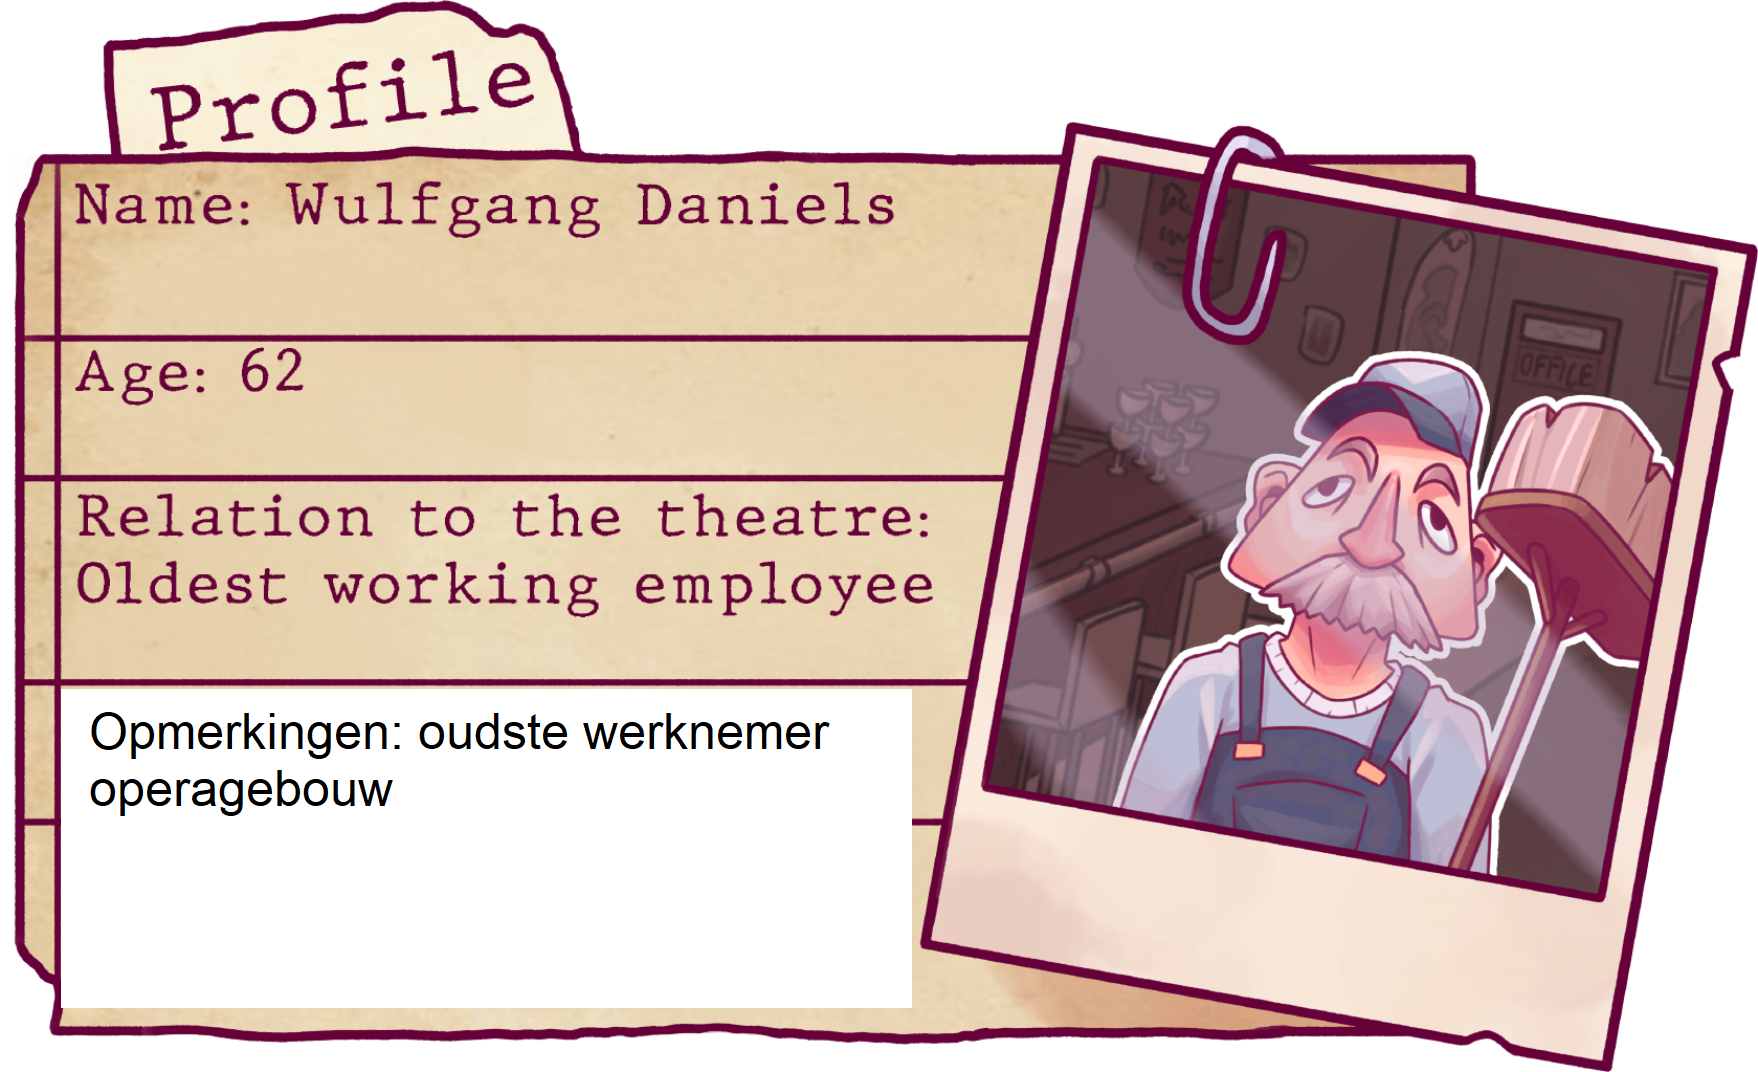 Profile
Name: Wulfgang Daniels
Age: 62
Relation to the theatre:
Oldest working employee
Opmerkingen: oudste werknemer
operagebouw
OFFICE